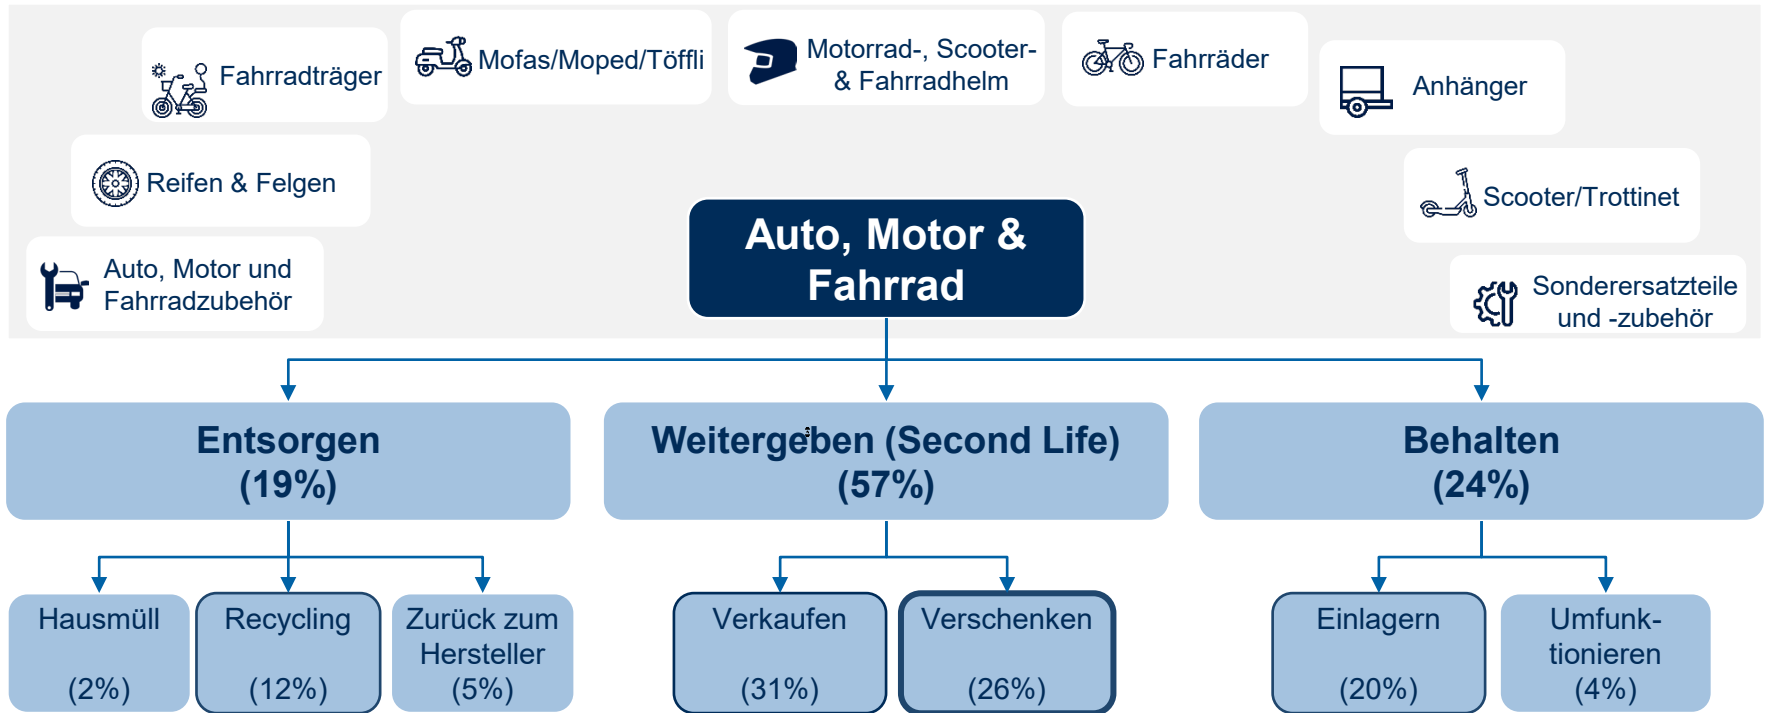 Fahrradträger
Mofas/Moped/Töffli
Motorrad-, Scooter-
& Fahrradhelm
Fahrräder
Anhänger
Reifen & Felgen
Scooter/Trottinet
Auto, Motor und
Fahrradzubehör
Auto, Motor &
Fahrrad
Sonderersatzteile
und -zubehör
Entsorgen
(19%)
Weitergeben (Second Life)
(57%)
Behalten
(24%)
Hausmüll
(2%)
Recycling
(12%)
Zurück zum
Hersteller
(5%)
Verkaufen
(31%)
Verschenken
(26%)
Einlagern
(20%)
Umfunk-
tionieren
(4%)